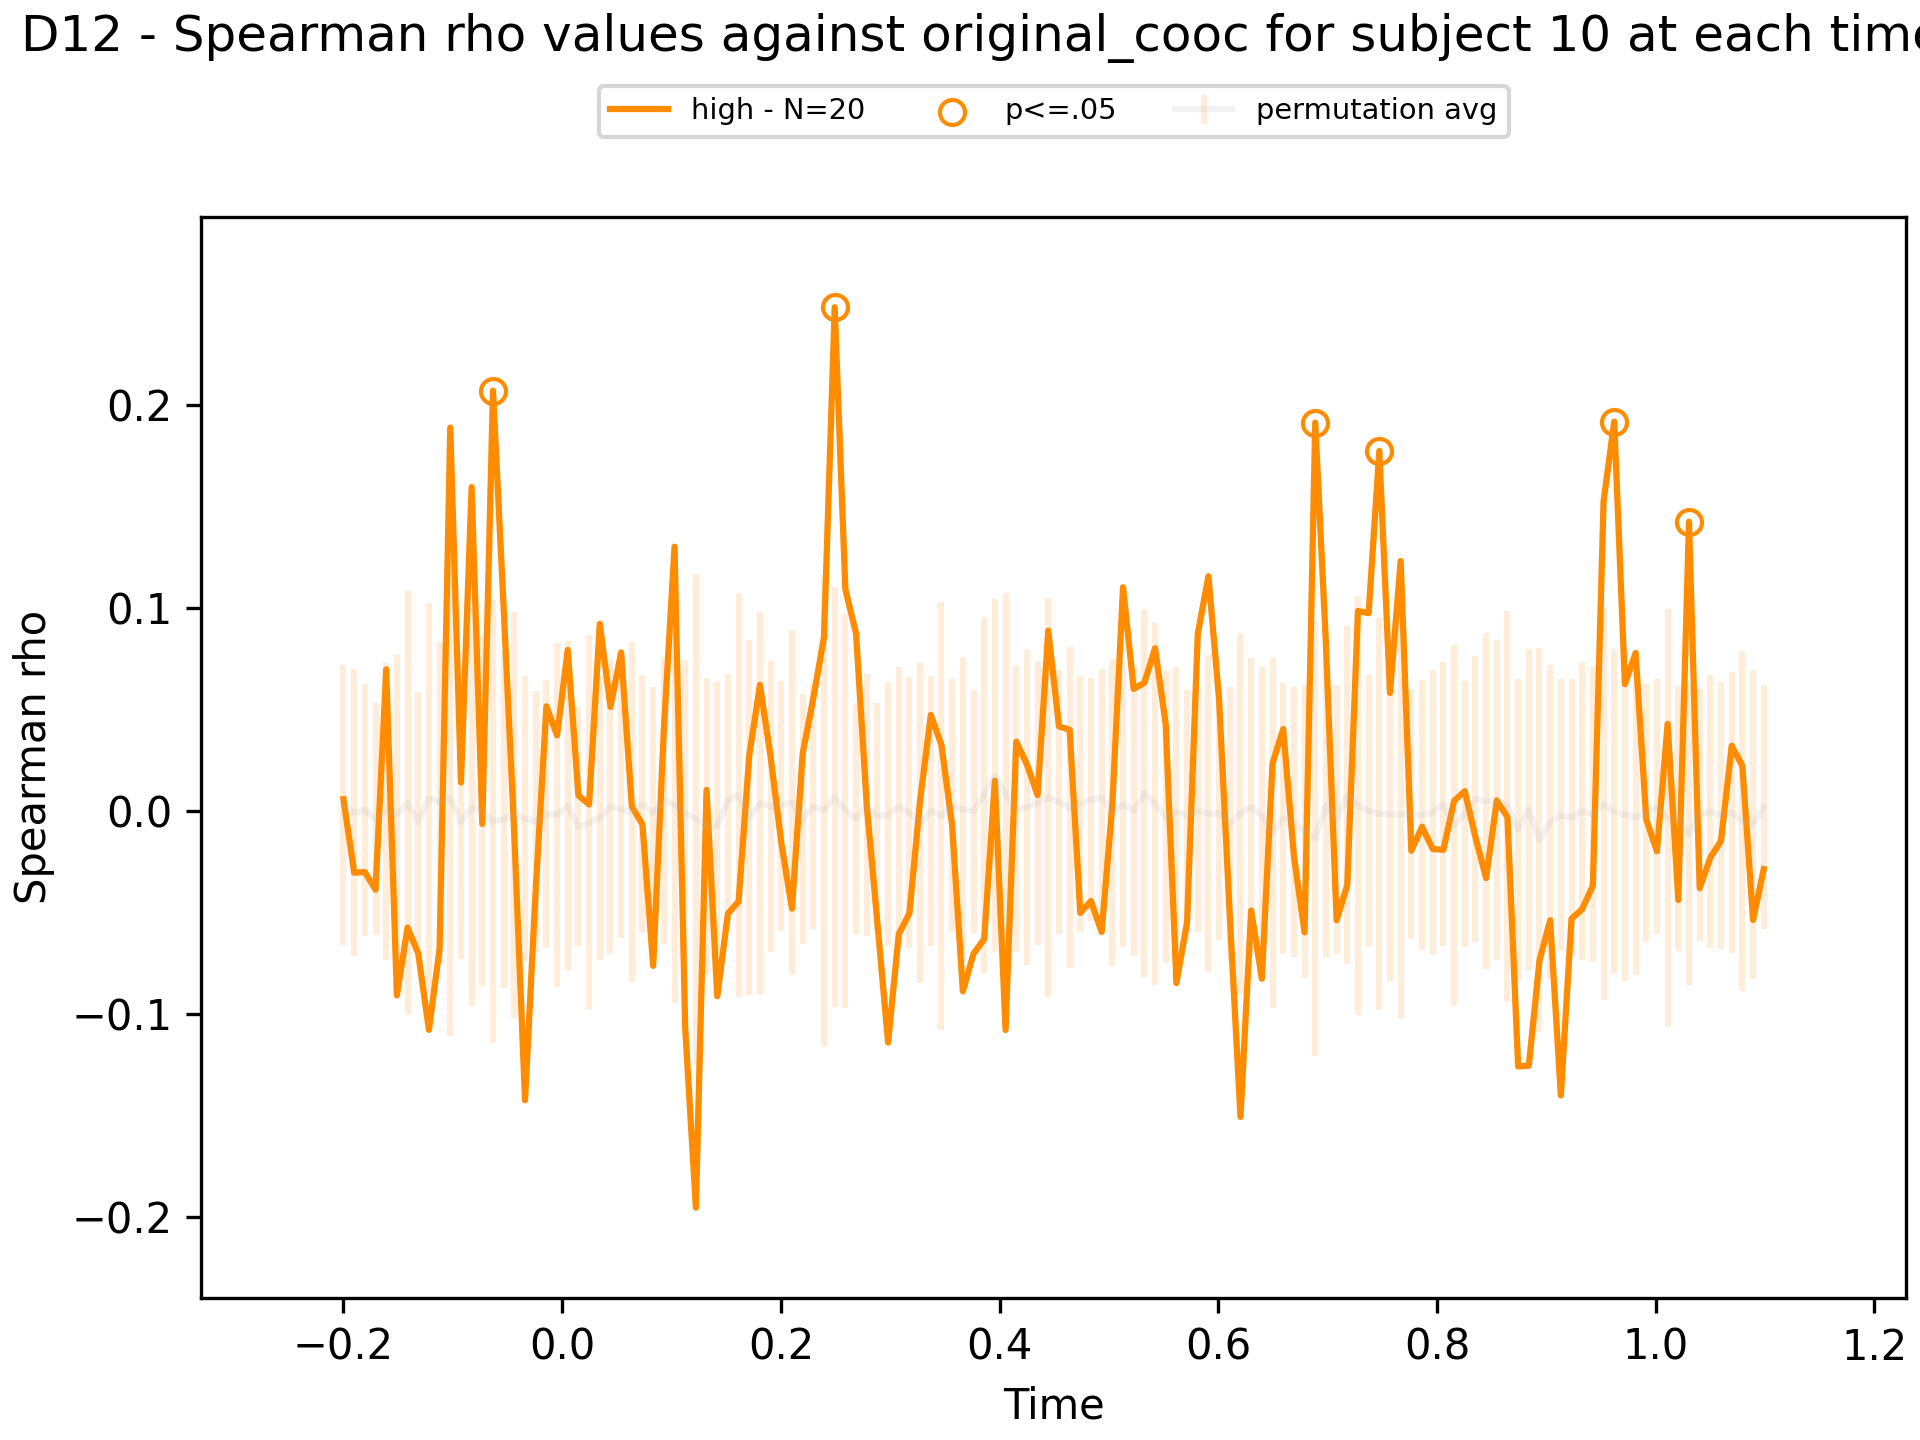 D12 - Spearman rho values against original_cooc for subject 10 at each time
high - N=20 p<=.05 permutation avg
0.2
0.1
0.0
−0.1
−0.2
Spearman rho
−0.2 0.0 0.2 0.4 0.6 0.8 1.0 1.2
Time